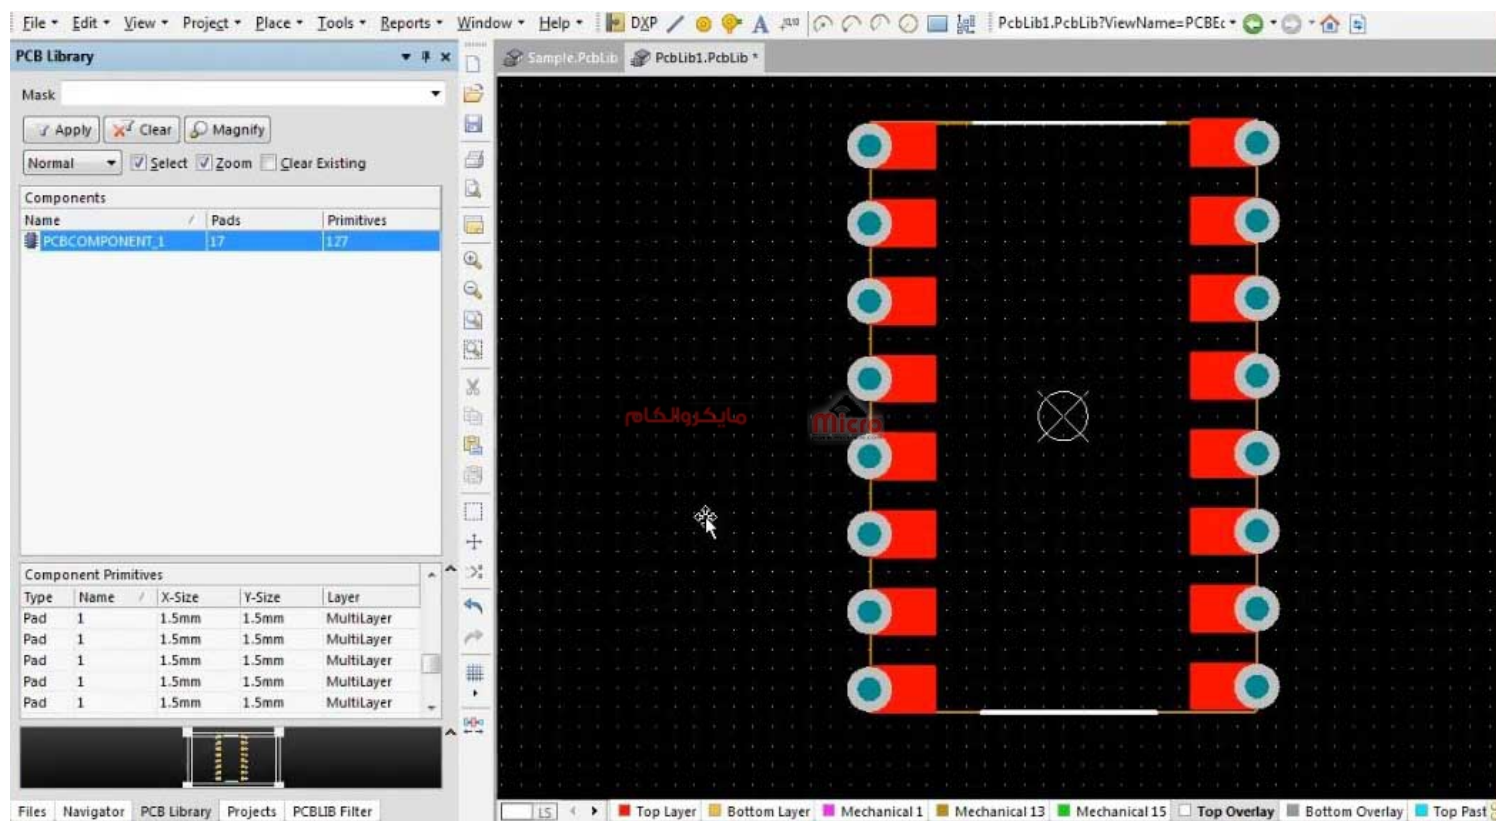 File Edit View Project Place Tools Reports Window Help DXP PcbLib1.PcbLib?ViewName=PCBEc
PCB Library
Sample.PcbLib PcbLib1.PcbLib *
Mask
Apply Clear Magnify
Normal Select Zoom Clear Existing
Components
Name / Pads Primitives
PCBCOMPONENT_1 17 127
مايكروالكام
Micro
Component Primitives
Type Name / X-Size Y-Size Layer
Pad 1 1.5mm 1.5mm MultiLayer
Pad 1 1.5mm 1.5mm MultiLayer
Pad 1 1.5mm 1.5mm MultiLayer
Pad 1 1.5mm 1.5mm MultiLayer
Pad 1 1.5mm 1.5mm MultiLayer
Files Navigator PCB Library Projects PCBLIB Filter
LS Top Layer Bottom Layer Mechanical 1 Mechanical 13 Mechanical 15 Top Overlay Bottom Overlay Top Past